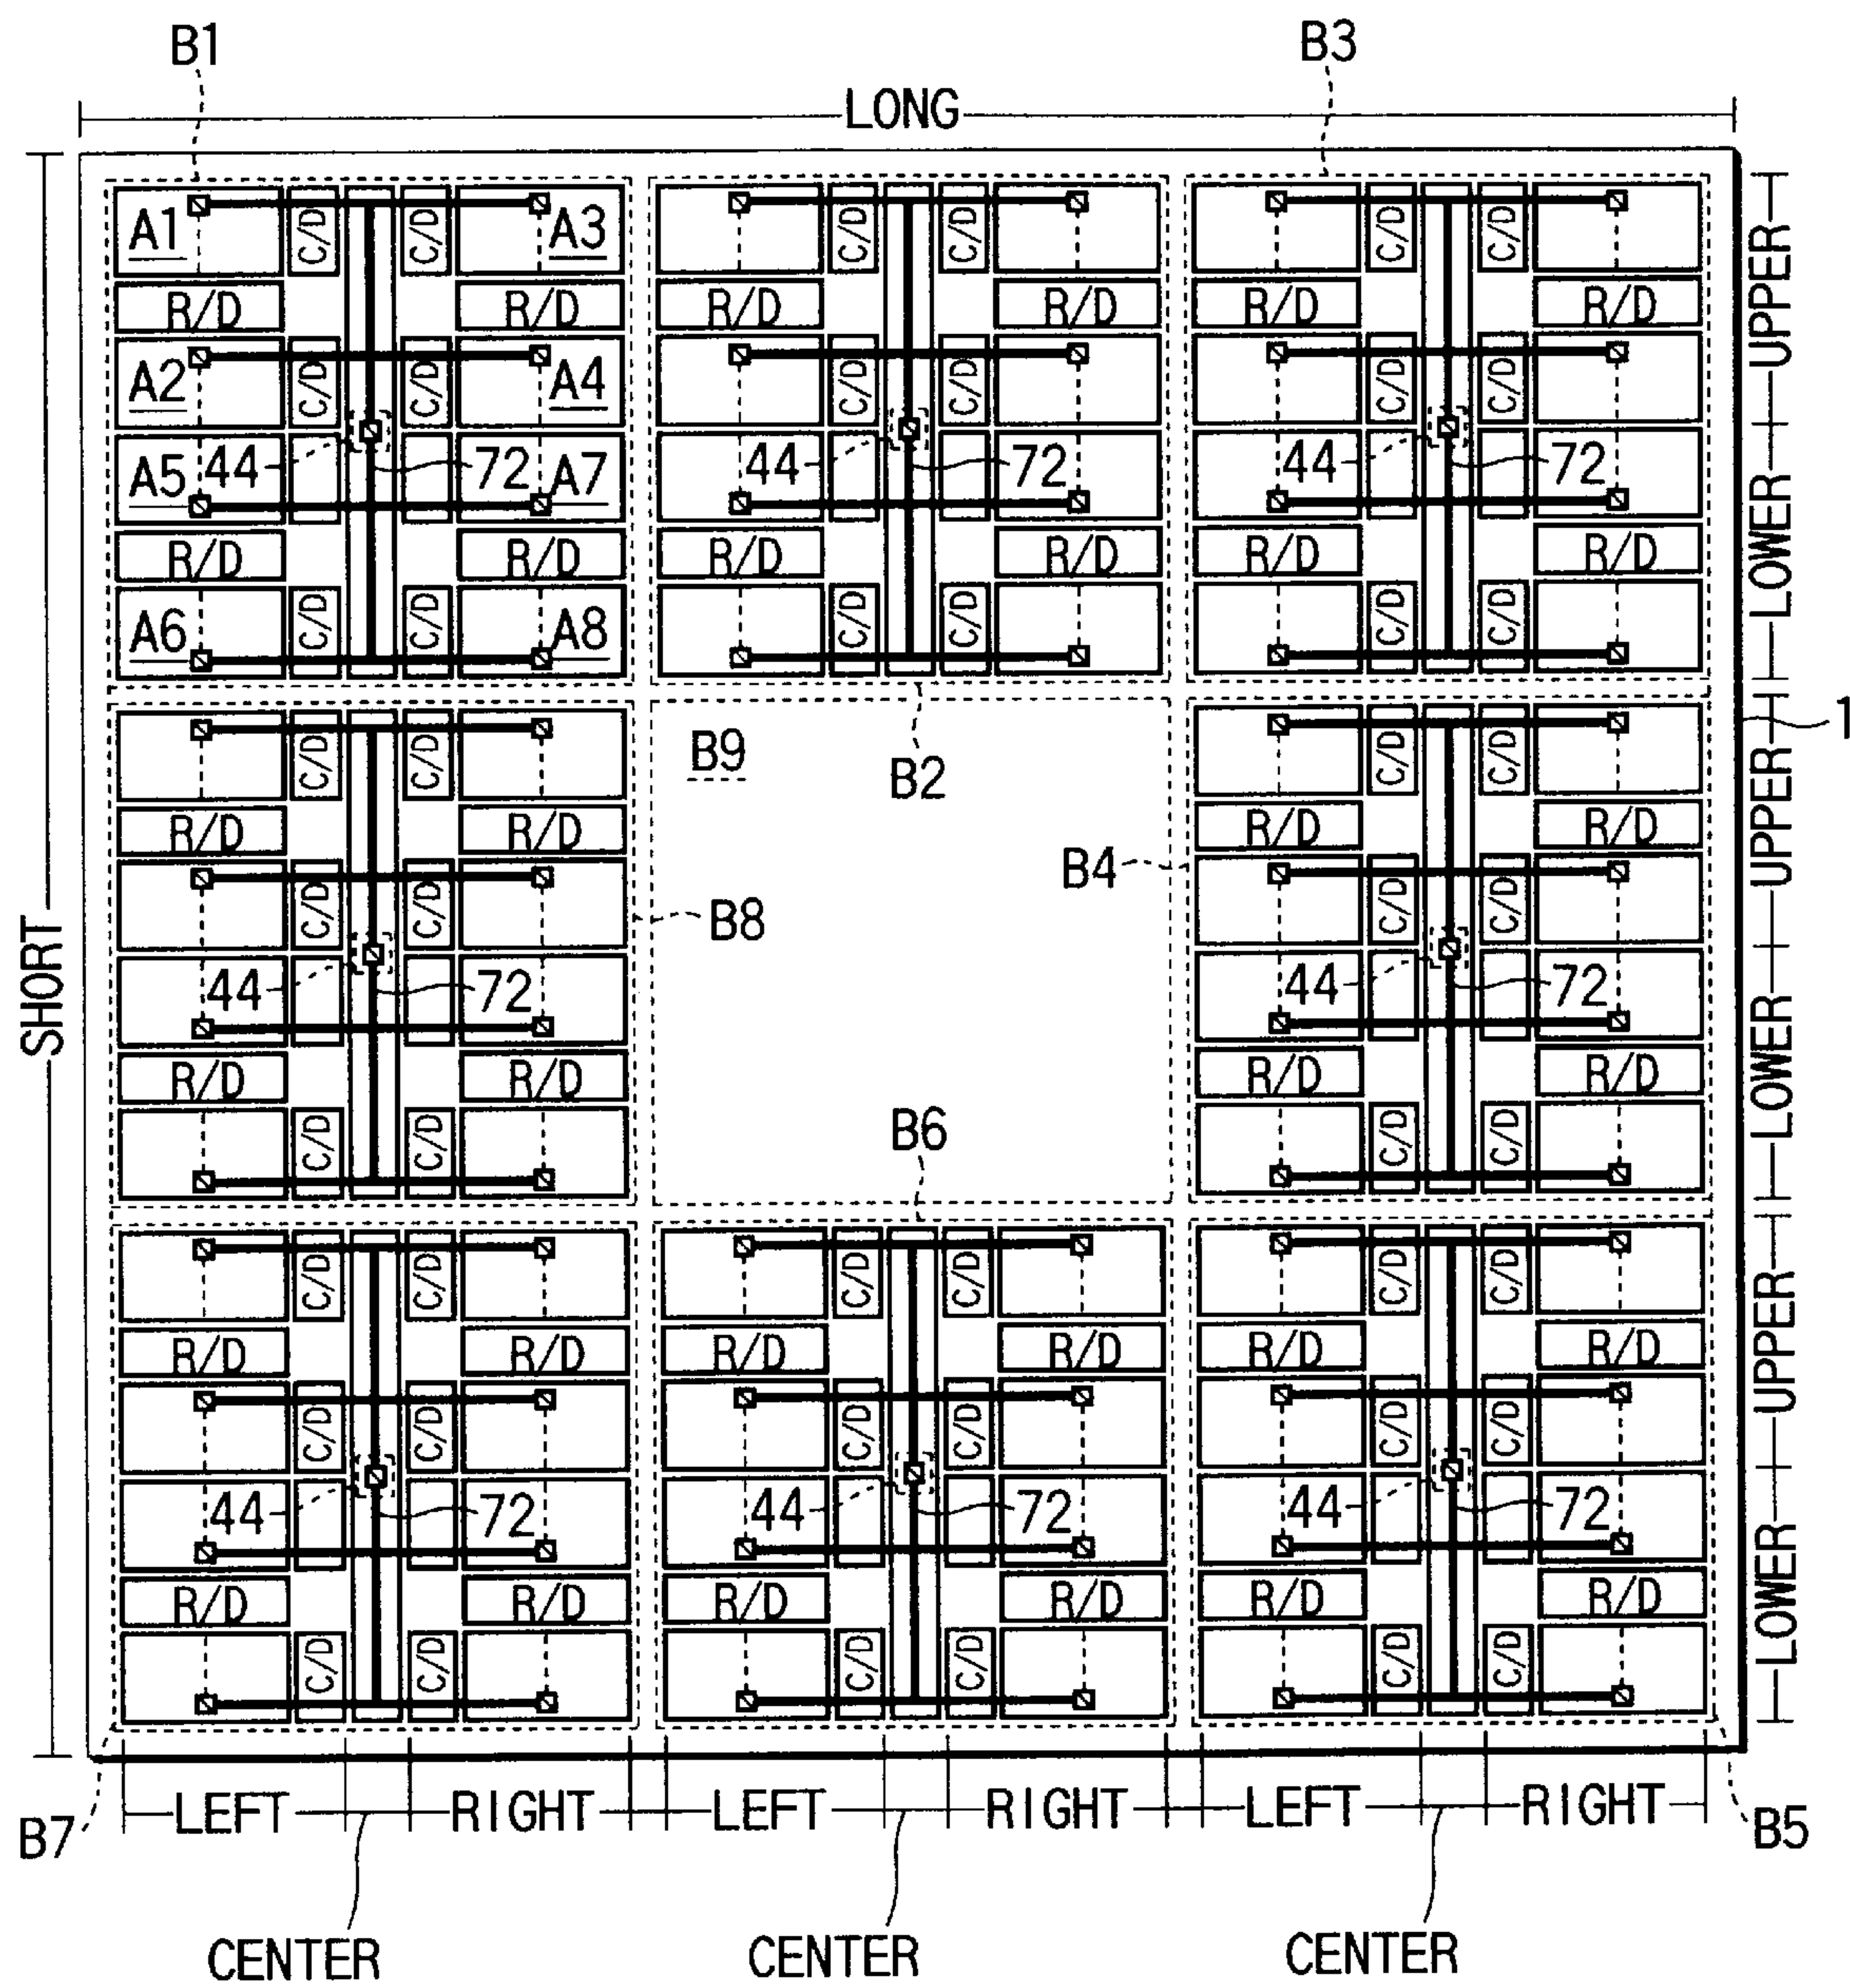 B1 B3
LONG
A1 C/D C/D A3 C/D C/D C/D C/D
R/D R/D R/D R/D R/D R/D
UPPER
A2 C/D C/D A4 C/D C/D C/D C/D
A5 44 72 A7 44 72 44 72
R/D R/D R/D R/D R/D R/D
LOWER
A6 C/D C/D A8 C/D C/D C/D C/D
1
C/D C/D B9 B2 C/D C/D
R/D R/D R/D R/D
UPPER
C/D C/D B8 B4 C/D C/D
SHORT
44 72 44 72
R/D R/D R/D R/D
LOWER
C/D C/D B6 C/D C/D
C/D C/D C/D C/D C/D C/D
R/D R/D R/D R/D R/D R/D
UPPER
C/D C/D C/D C/D C/D C/D
44 72 44 72 44 72
R/D R/D R/D R/D R/D R/D
LOWER
C/D C/D C/D C/D C/D C/D
LEFT RIGHT LEFT RIGHT LEFT RIGHT
B7 B5
CENTER CENTER CENTER